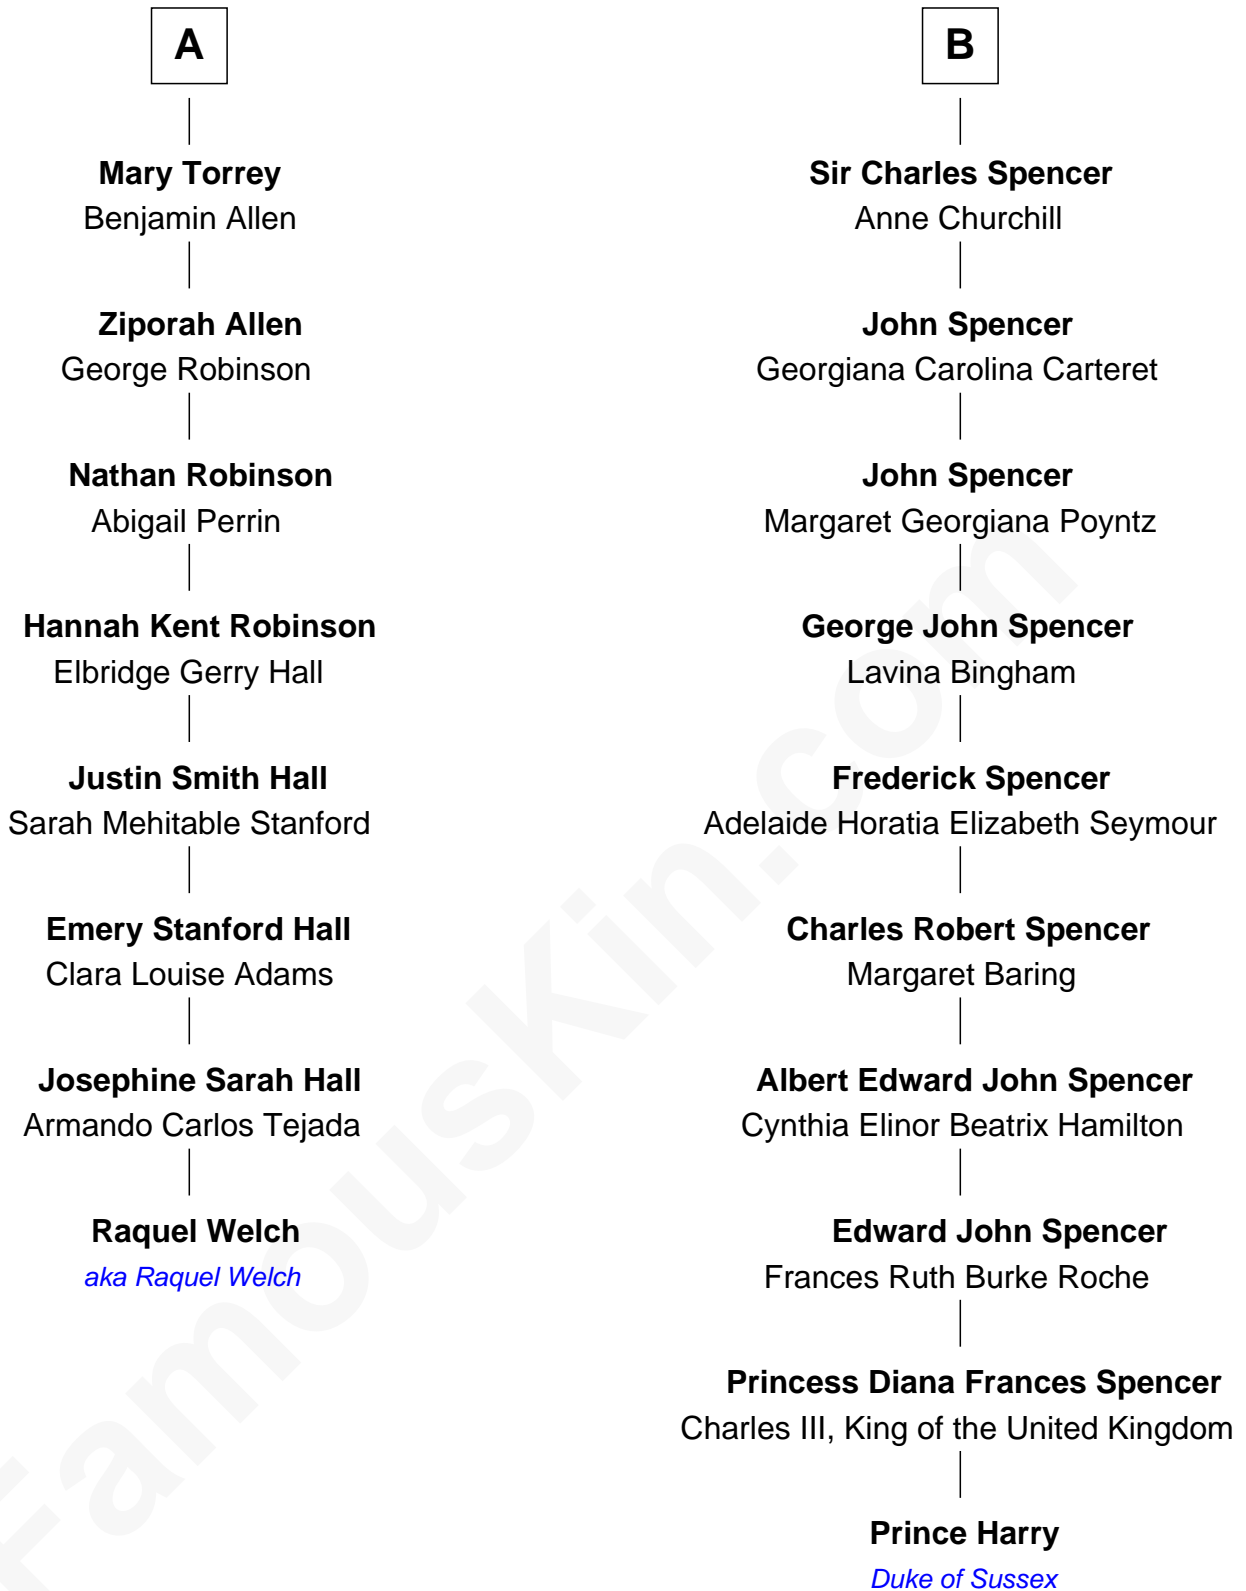 A
Mary Torrey
Benjamin Allen
Ziporah Allen
George Robinson
Nathan Robinson
Abigail Perrin
Hannah Kent Robinson
Elbridge Gerry Hall
Justin Smith Hall
Sarah Mehitable Stanford
Emery Stanford Hall
Clara Louise Adams
Josephine Sarah Hall
Armando Carlos Tejada
Raquel Welch
aka Raquel Welch
B
Sir Charles Spencer
Anne Churchill
John Spencer
Georgiana Carolina Carteret
John Spencer
Margaret Georgiana Poyntz
George John Spencer
Lavina Bingham
Frederick Spencer
Adelaide Horatia Elizabeth Seymour
Charles Robert Spencer
Margaret Baring
Albert Edward John Spencer
Cynthia Elinor Beatrix Hamilton
Edward John Spencer
Frances Ruth Burke Roche
Princess Diana Frances Spencer
Charles III, King of the United Kingdom
Prince Harry
Duke of Sussex
FamousKin.com